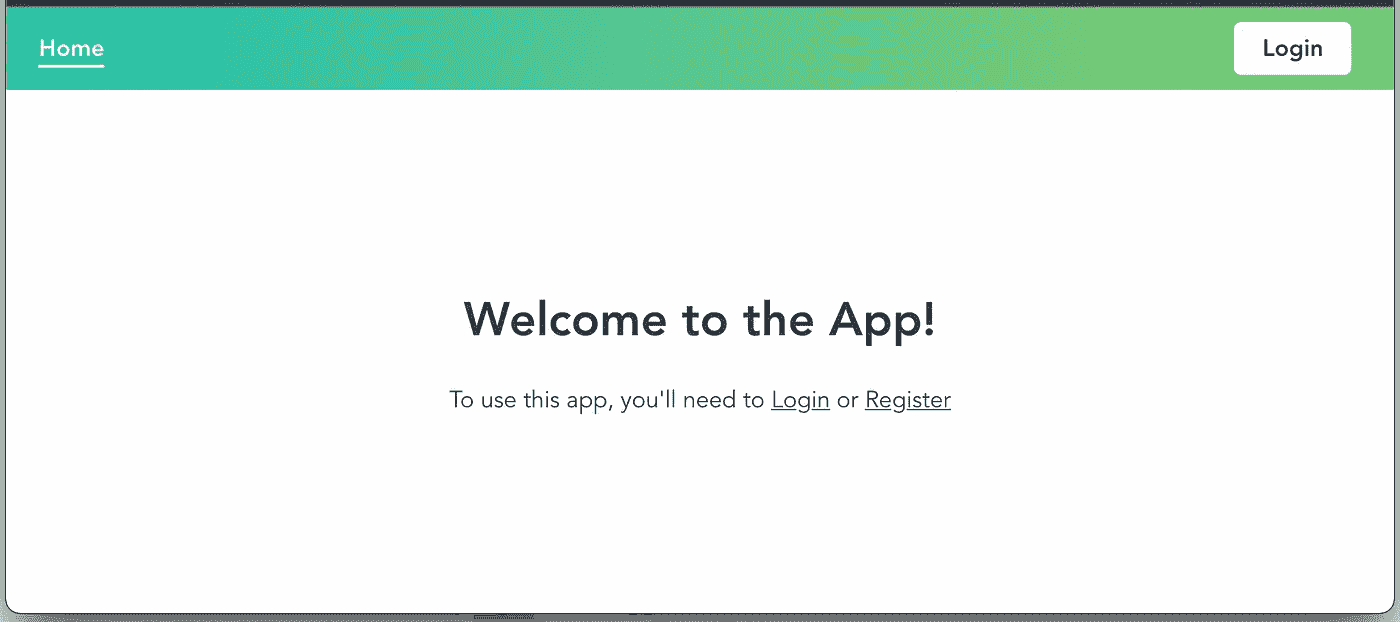 Home
Login
Welcome to the App!
To use this app, you'll need to Login or Register